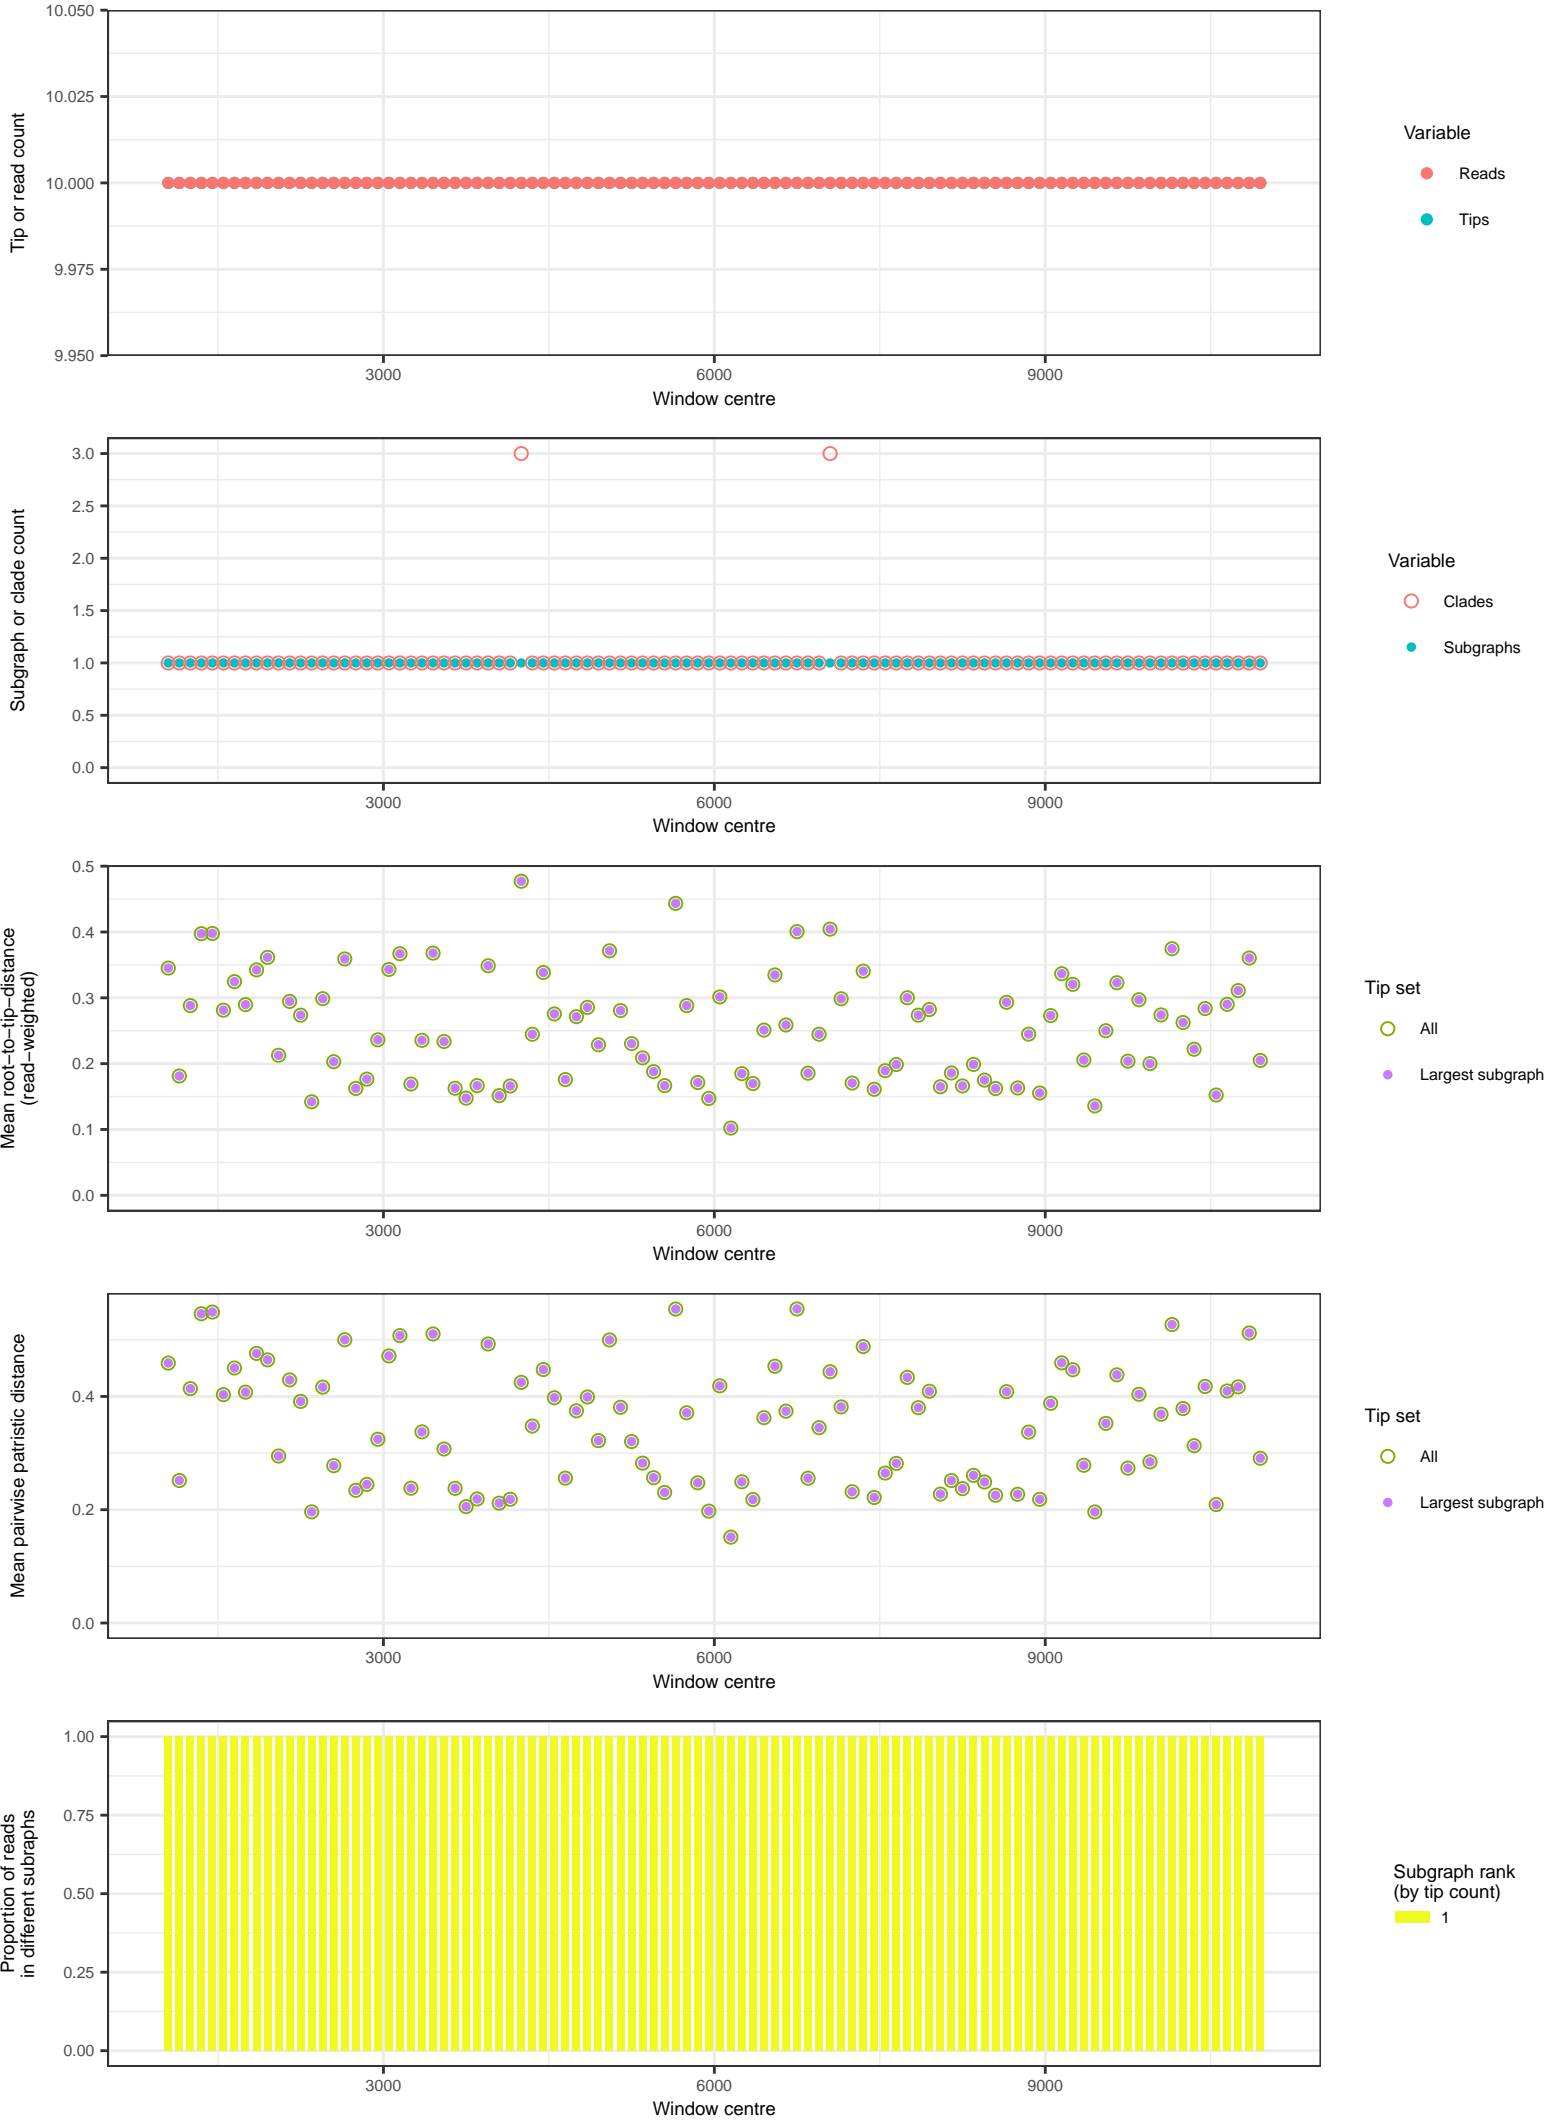 10.050
10.025
10.000
9.975
9.950
Tip or read count
3000 6000 9000
Window centre
Variable
Reads
Tips
3.0
2.5
2.0
1.5
1.0
0.5
0.0
Subgraph or clade count
3000 6000 9000
Window centre
Variable
Clades
Subgraphs
0.5
0.4
0.3
0.2
0.1
0.0
Mean root−to−tip−distance
(read−weighted)
3000 6000 9000
Window centre
Tip set
All
Largest subgraph
0.4
0.2
0.0
Mean pairwise patristic distance
3000 6000 9000
Window centre
Tip set
All
Largest subgraph
1.00
0.75
0.50
0.25
0.00
Proportion of reads
in different subraphs
3000 6000 9000
Window centre
Subgraph rank
(by tip count)
1